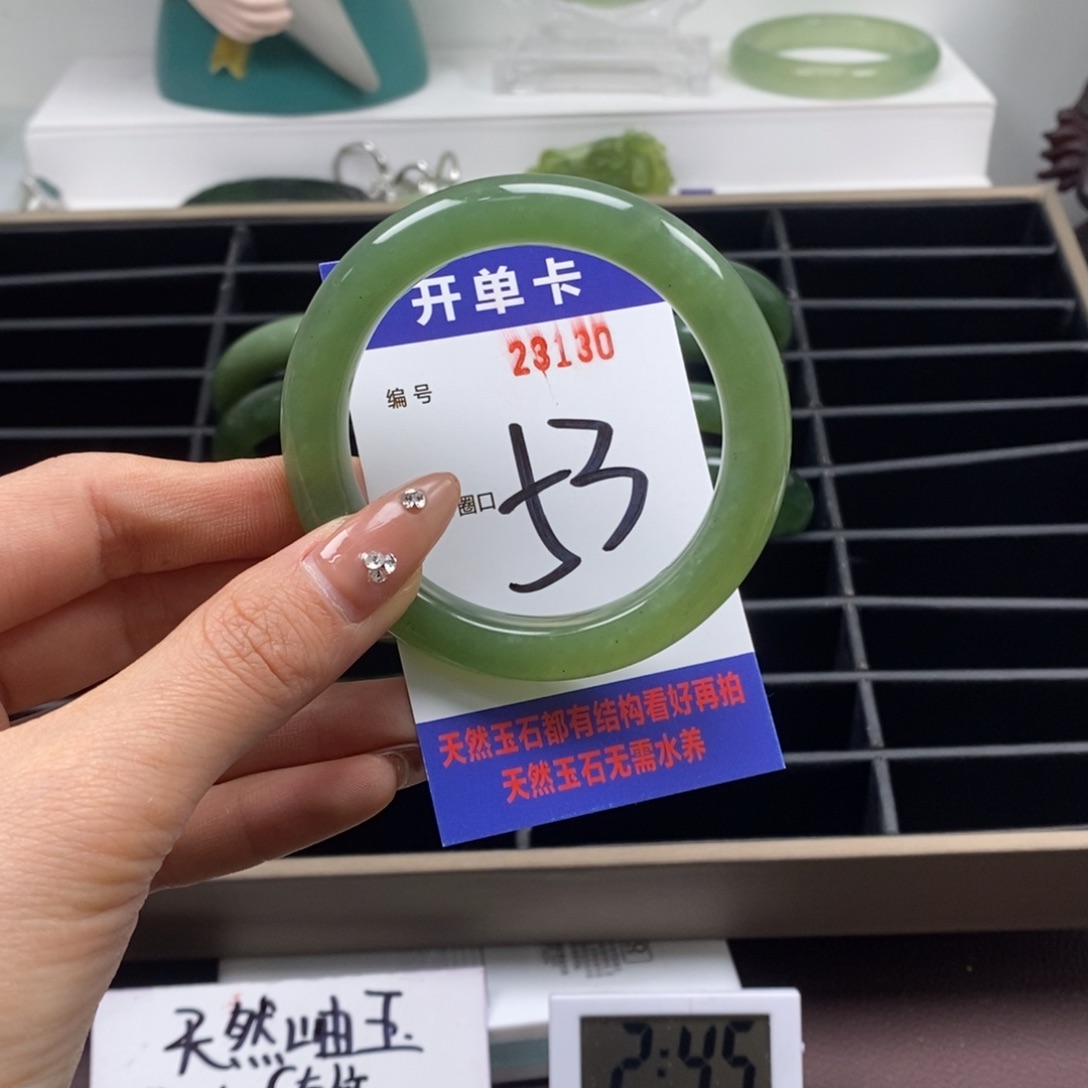 开单卡
23130
编号
圈口 53
天然玉石都有结构看好再拍
天然玉石无需水养
天然岫玉
2:45